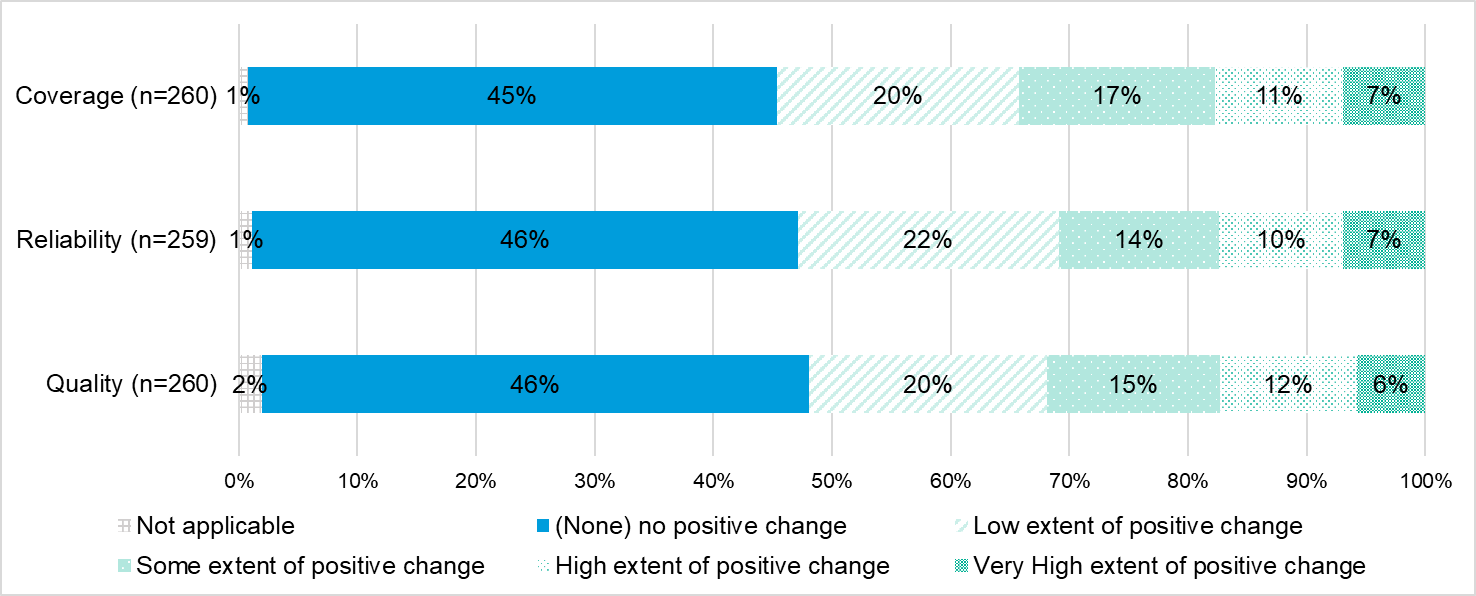 Coverage (n=260) 1% 45% 20% 17% 11% 7%
Reliability (n=259) 1% 46% 22% 14% 10% 7%
Quality (n=260) 2% 46% 20% 15% 12% 6%
0% 10% 20% 30% 40% 50% 60% 70% 80% 90% 100%
Not applicable (None) no positive change Low extent of positive change
Some extent of positive change High extent of positive change Very High extent of positive change